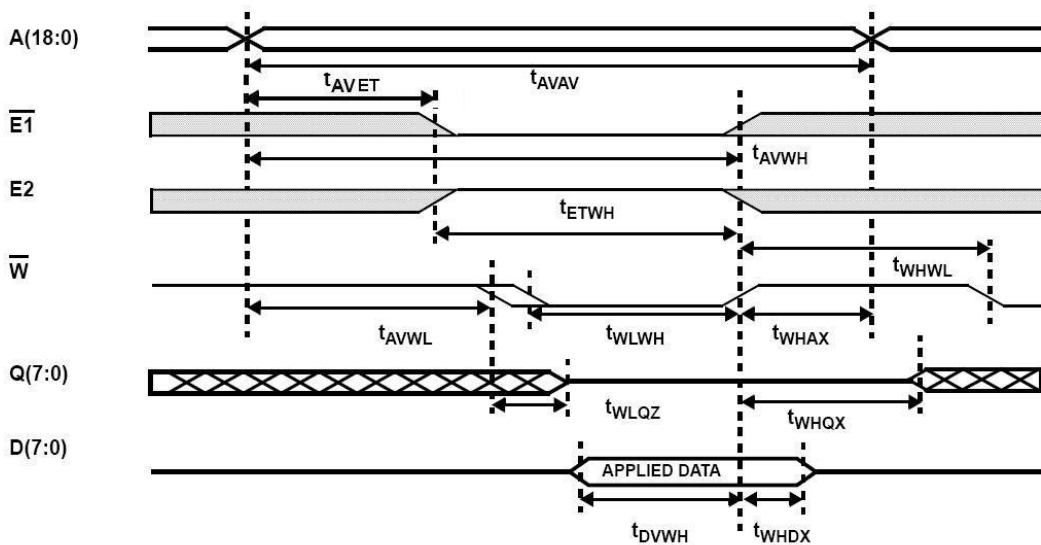 A(18:0)
tAVET
tAVAV
E1
tAVWH
E2
tETWH
W
tWHWL
tAVWL
tWLWH
tWHAX
Q(7:0)
tWLQZ
tWHQX
D(7:0)
APPLIED DATA
tDVWH
tWHDX